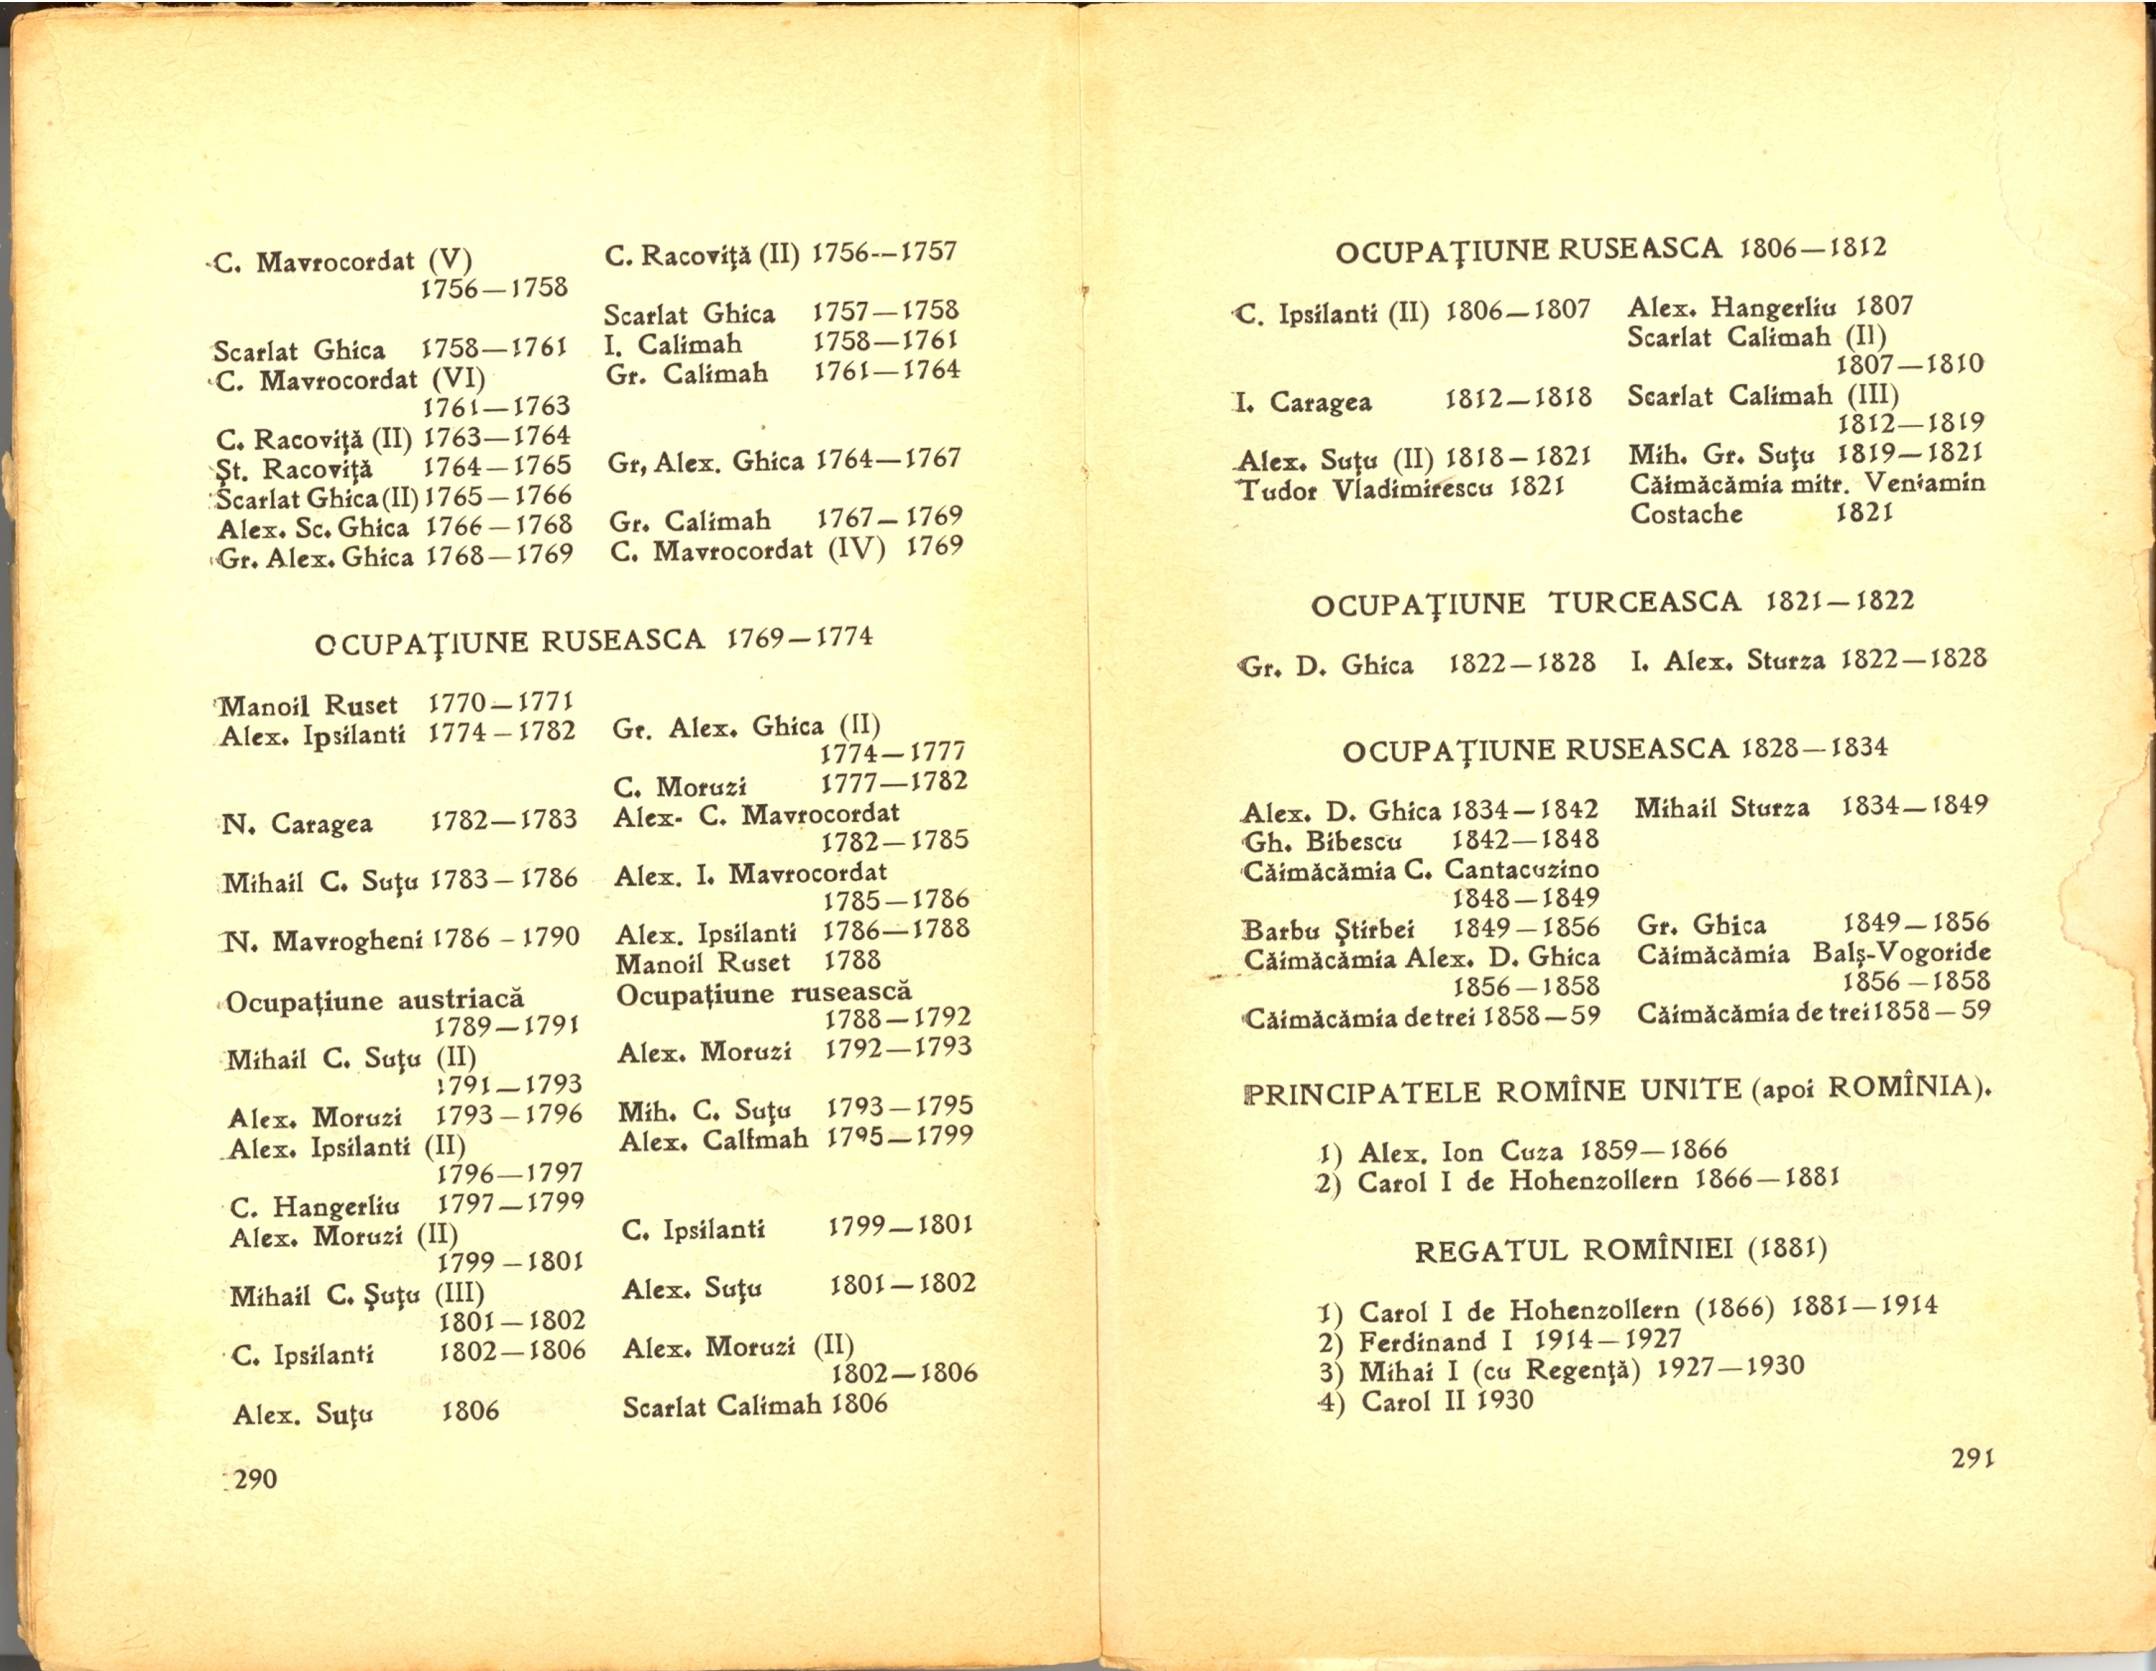 C. Mavrocordat (V)
1756—1758
Scarlat Ghica 1758—1761
C. Mavrocordat (VI)
1761—1763
C. Racoviţă (II) 1763—1764
Şt. Racoviţă 1764—1765
Scarlat Ghica (II) 1765—1766
Alex. Sc. Ghica 1766—1768
Gr. Alex. Ghica 1768—1769
C. Racoviţă (II) 1756--1757
Scarlat Ghica 1757—1758
I. Calimah 1758—1761
Gr. Calimah 1761—1764
Gr, Alex. Ghica 1764—1767
Gr. Calimah 1767—1769
C. Mavrocordat (IV) 1769
OCUPAŢIUNE RUSEASCA 1769—1774
Manoil Ruset 1770—1771
Alex. Ipsilanti 1774—1782
N. Caragea 1782—1783
Mihail C. Suţu 1783—1786
N. Mavrogheni 1786—1790
Ocupaţiune austriacă
1789—1791
Mihail C. Suţu (II)
1791—1793
Alex. Moruzi 1793—1796
Alex. Ipsilanti (II)
1796—1797
C. Hangerliu 1797—1799
Alex. Moruzi (II)
1799—1801
Mihail C. Şuţu (III)
1801—1802
C. Ipsilanti 1802—1806
Alex. Suţu 1806
Gr. Alex. Ghica (II)
1774—1777
C. Moruzi 1777—1782
Alex- C. Mavrocordat
1782—1785
Alex. I. Mavrocordat
1785—1786
Alex. Ipsilanti 1786—1788
Manoil Ruset 1788
Ocupaţiune rusească
1788—1792
Alex. Moruzi 1792—1793
Mih. C. Suţu 1793—1795
Alex. Calimah 1795—1799
C. Ipsilanti 1799—1801
Alex. Suţu 1801—1802
Alex. Moruzi (II)
1802—1806
Scarlat Calimah 1806
290
OCUPAŢIUNE RUSEASCA 1806—1812
C. Ipsilanti (II) 1806—1807
I. Caragea 1812—1818
Alex. Suţu (II) 1818—1821
Tudor Vladimirescu 1821
Alex. Hangerliu 1807
Scarlat Calimah (II)
1807—1810
Scarlat Calimah (III)
1812—1819
Mih. Gr. Suţu 1819—1821
Căimăcămia mitr. Veniamin
Costache 1821
OCUPAŢIUNE TURCEASCA 1821—1822
Gr. D. Ghica 1822—1828 I. Alex. Sturza 1822—1828
OCUPAŢIUNE RUSEASCA 1828—1834
Alex. D. Ghica 1834—1842
Gh. Bibescu 1842—1848
Căimăcămia C. Cantacuzino
1848—1849
Barbu Ştirbei 1849—1856
Căimăcămia Alex. D. Ghica
1856—1858
Căimăcămia de trei 1858—59
Mihail Sturza 1834—1849
Gr. Ghica 1849—1856
Căimăcămia Balş-Vogoride
1856—1858
Căimăcămia de trei 1858—59
PRINCIPATELE ROMÎNE UNITE (apoi ROMÎNIA).
1) Alex. Ion Cuza 1859—1866
2) Carol I de Hohenzollern 1866—1881
REGATUL ROMÎNIEI (1881)
1) Carol I de Hohenzollern (1866) 1881—1914
2) Ferdinand I 1914—1927
3) Mihai I (cu Regenţă) 1927—1930
4) Carol II 1930
291